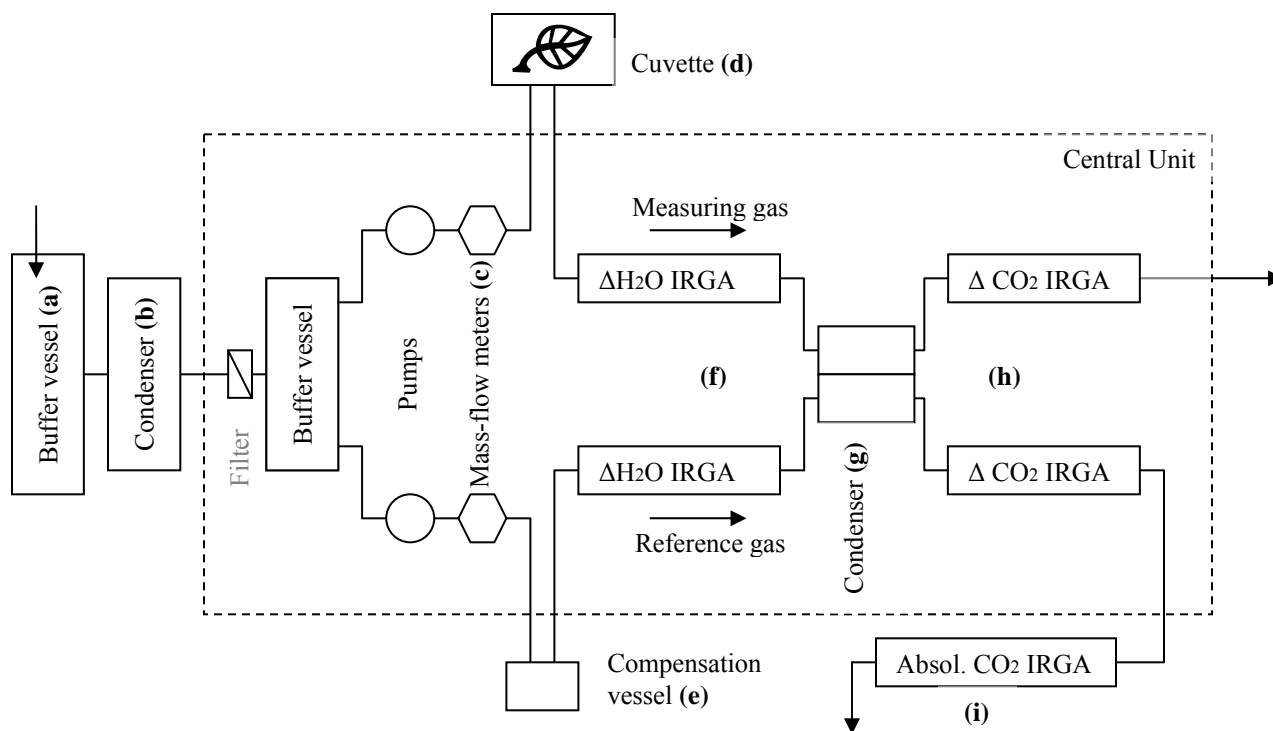 Cuvette (d)
Central Unit
Measuring gas
Buffer vessel (a)
Condenser (b)
Filter
Buffer vessel
Pumps
Mass-flow meters (c)
ΔH2O IRGA
Δ CO2 IRGA
(f)
(h)
ΔH2O IRGA
Δ CO2 IRGA
Reference gas
Condenser (g)
Compensation
vessel (e)
Absol. CO2 IRGA
(i)